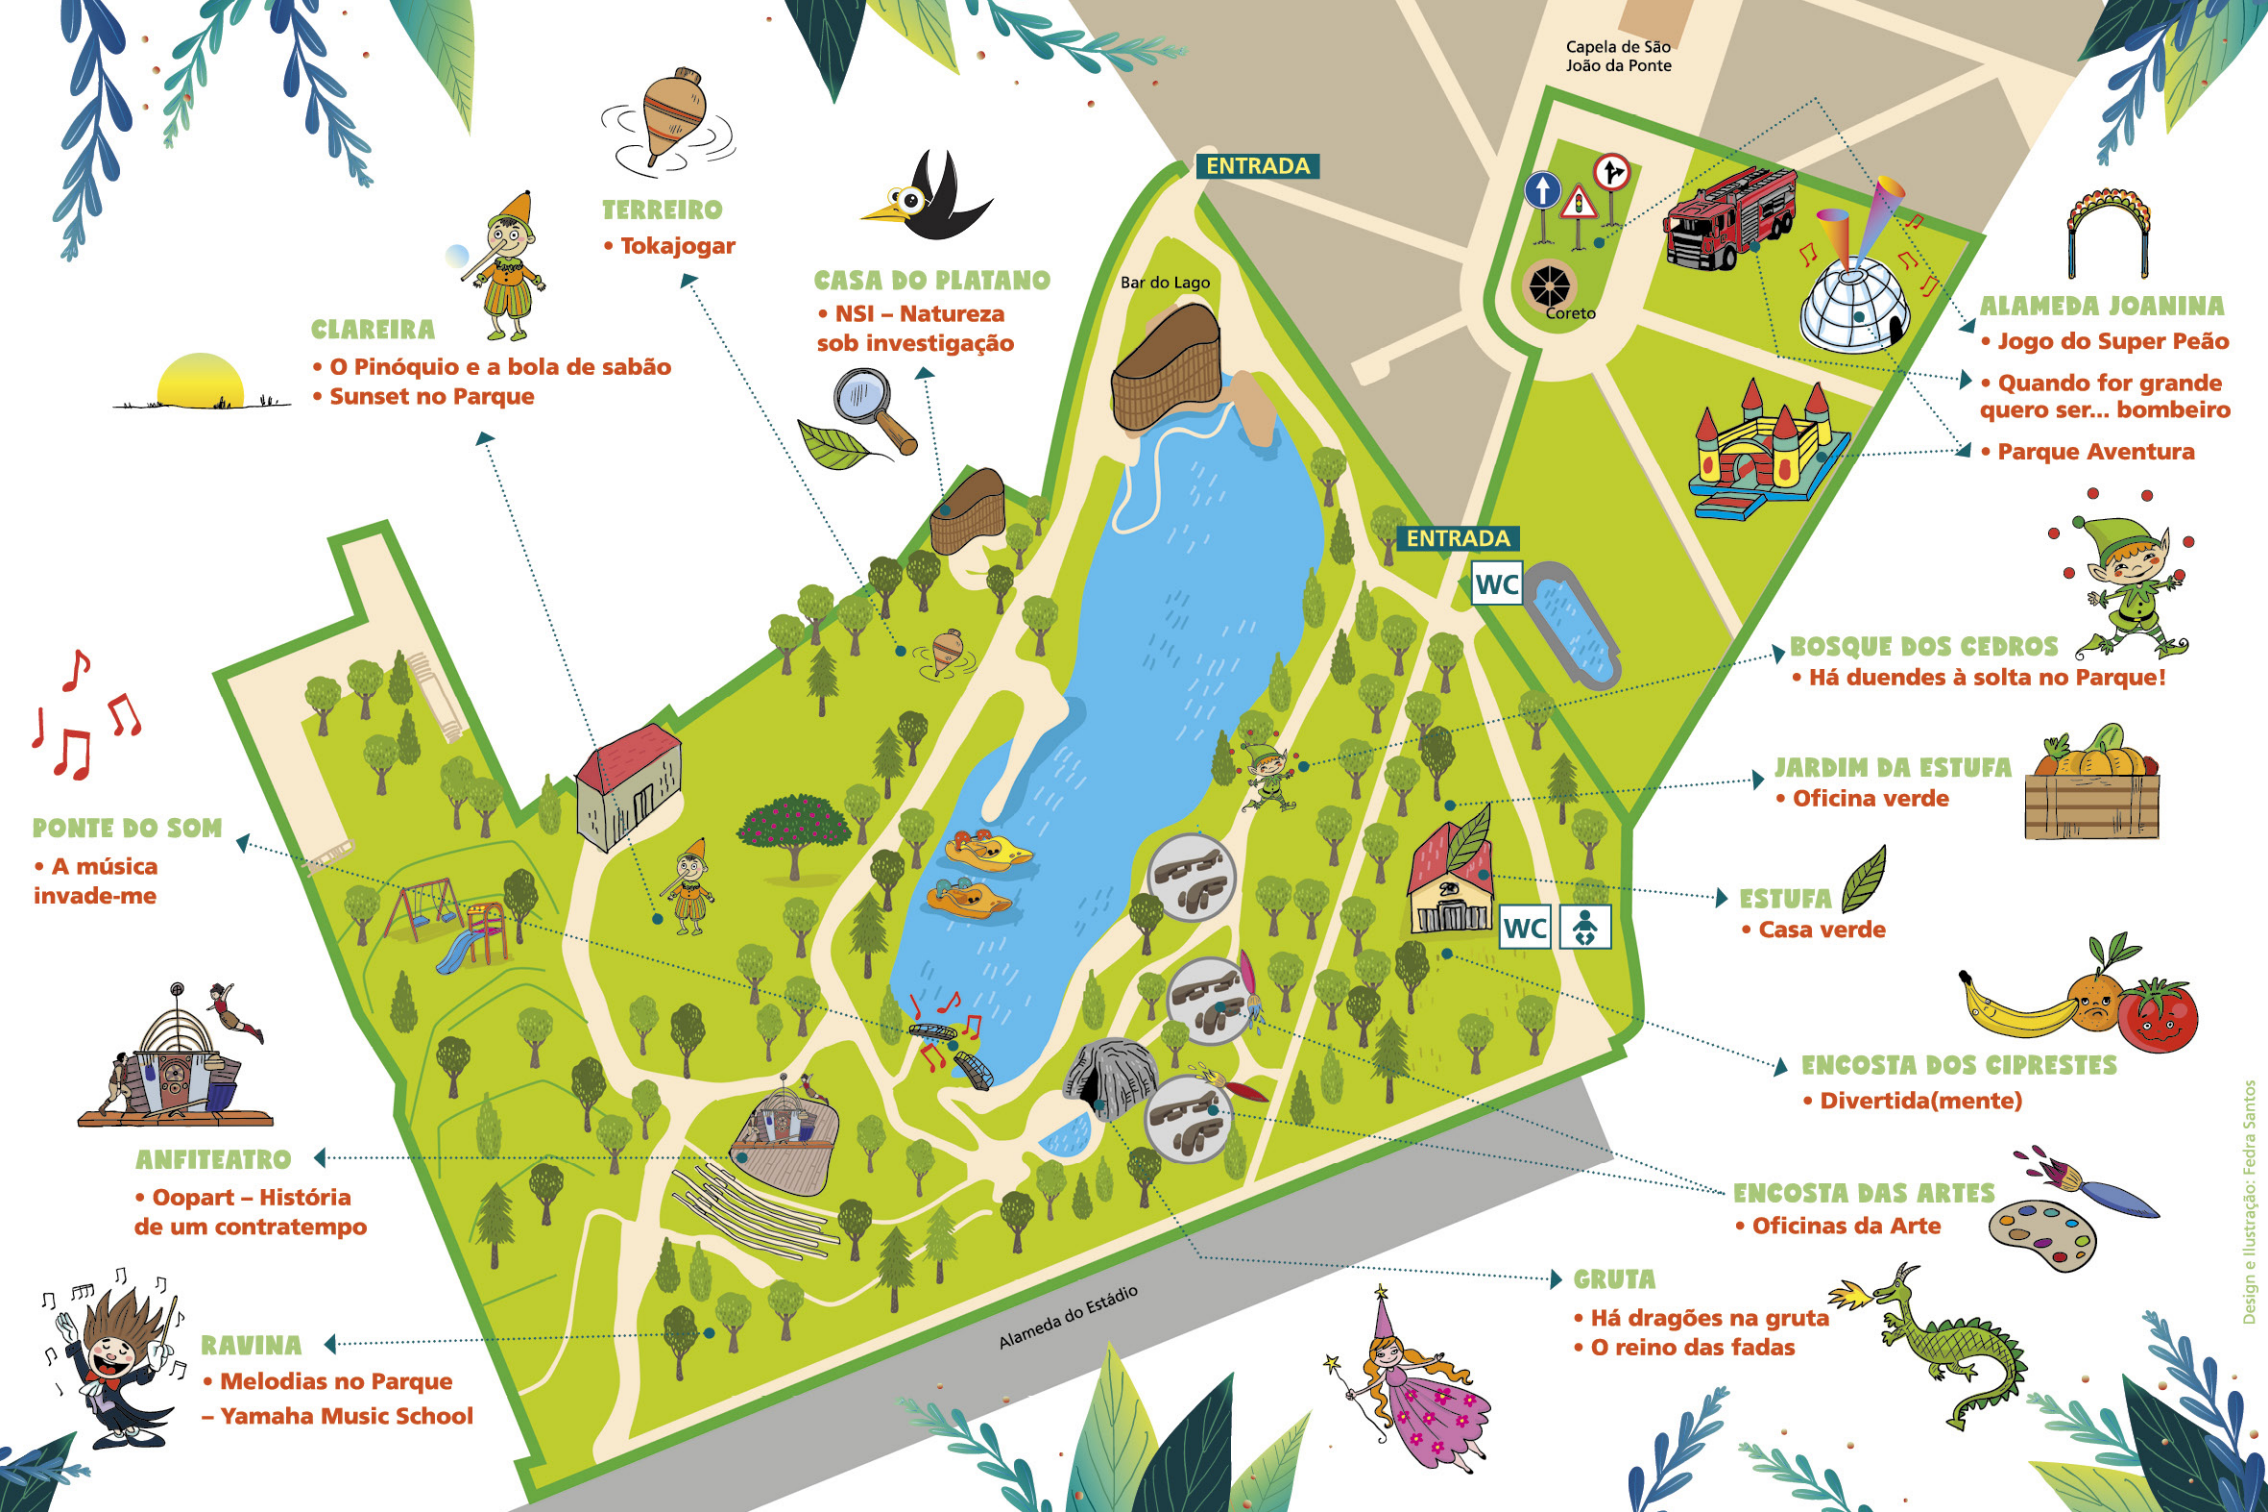 Capela de São
João da Ponte
ENTRADA
TERREIRO
• Tokajogar
CASA DO PLATANO
• NSI – Natureza
sob investigação
Bar do Lago
Coreto
CLAREIRA
• O Pinóquio e a bola de sabão
• Sunset no Parque
ALAMEDA JOANINA
• Jogo do Super Peão
• Quando for grande
quero ser... bombeiro
• Parque Aventura
ENTRADA
WC
BOSQUE DOS CEDROS
• Há duendes à solta no Parque!
JARDIM DA ESTUFA
• Oficina verde
PONTE DO SOM
• A música
invade-me
ESTUFA
• Casa verde
WC
ENCOSTA DOS CIPRESTES
• Divertida(mente)
ANFITEATRO
• Oopart – História
de um contratempo
ENCOSTA DAS ARTES
• Oficinas da Arte
GRUTA
• Há dragões na gruta
• O reino das fadas
Alameda do Estádio
RAVINA
• Melodias no Parque
– Yamaha Music School
Design e Ilustração: Fedra Santos